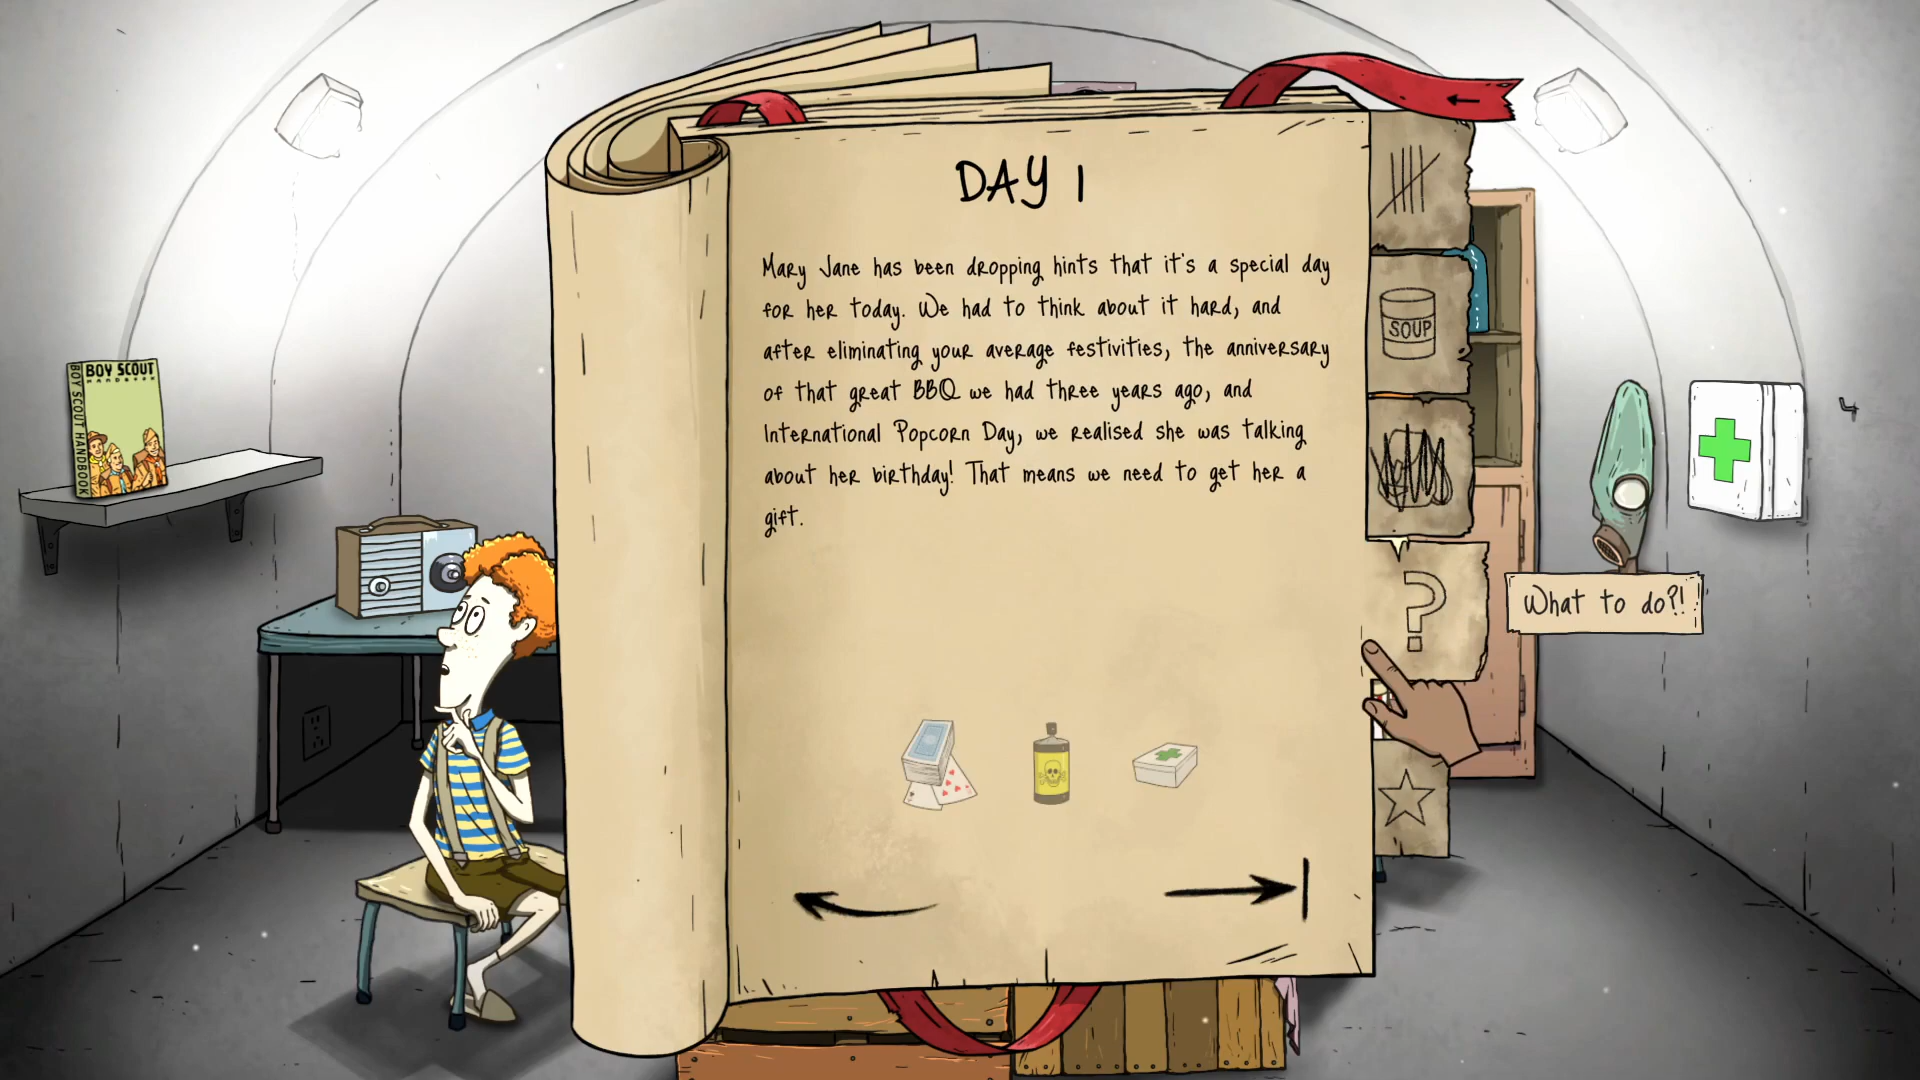 DAY 1
Mary Jane has been dropping hints that it's a special day
for her today. We had to think about it hard, and
after eliminating your average festivities, the anniversary
of that great BBQ we had three years ago, and
International Popcorn Day, we realised she was talking
about her birthday! That means we need to get her a
gift.
SOUP
?
What to do?!
BOY SCOUT
HANDBOOK
BOY SCOUT HANDBOOK